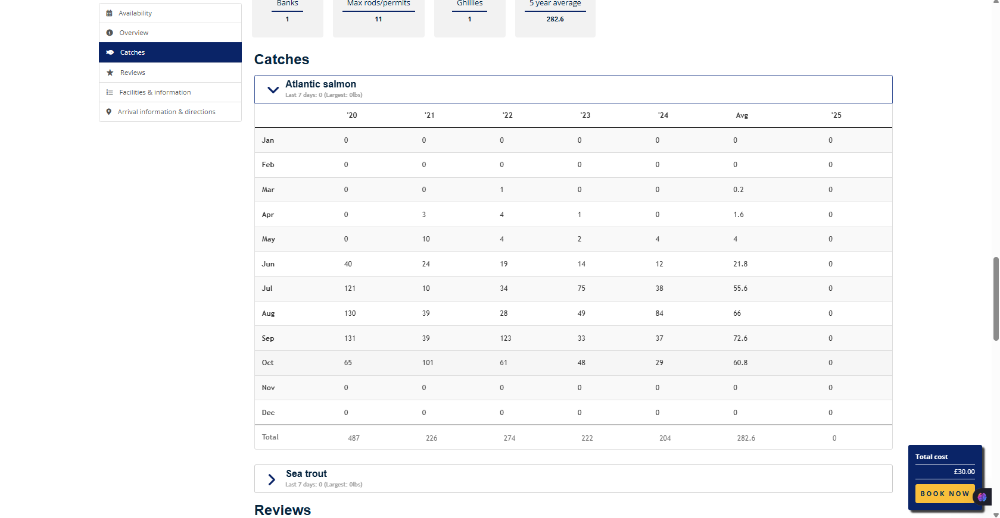 Availability
Overview
Catches
Reviews
Facilities & information
Arrival information & directions
Banks Max rods/permits Ghillies 5 year average
1 11 1 282.6
Catches
Atlantic salmon
Last 7 days: 0 (Largest: 0lbs)
'20 '21 '22 '23 '24 Avg '25
Jan 0 0 0 0 0 0 0
Feb 0 0 0 0 0 0 0
Mar 0 0 1 0 0 0.2 0
Apr 0 3 4 1 0 1.6 0
May 0 10 4 2 4 4 0
Jun 40 24 19 14 12 21.8 0
Jul 121 10 34 75 38 55.6 0
Aug 130 39 28 49 84 66 0
Sep 131 39 123 33 37 72.6 0
Oct 65 101 61 48 29 60.8 0
Nov 0 0 0 0 0 0 0
Dec 0 0 0 0 0 0 0
Total 487 226 274 222 204 282.6 0
Sea trout
Last 7 days: 0 (Largest: 0lbs)
Reviews
Total cost
£30.00
BOOK NOW